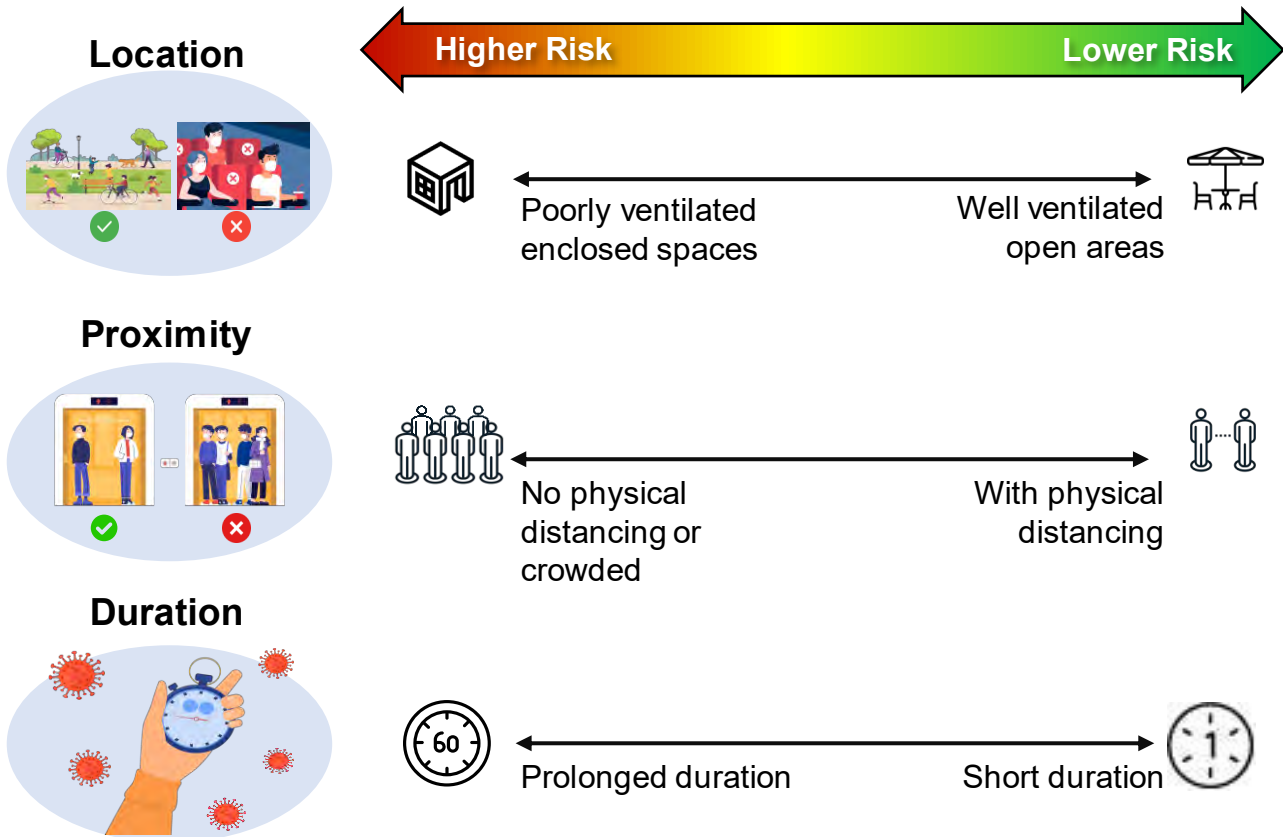 Location
Higher Risk
Lower Risk
Poorly ventilated
enclosed spaces
Well ventilated
open areas
Proximity
No physical
distancing or
crowded
With physical
distancing
Duration
60
Prolonged duration
Short duration
1